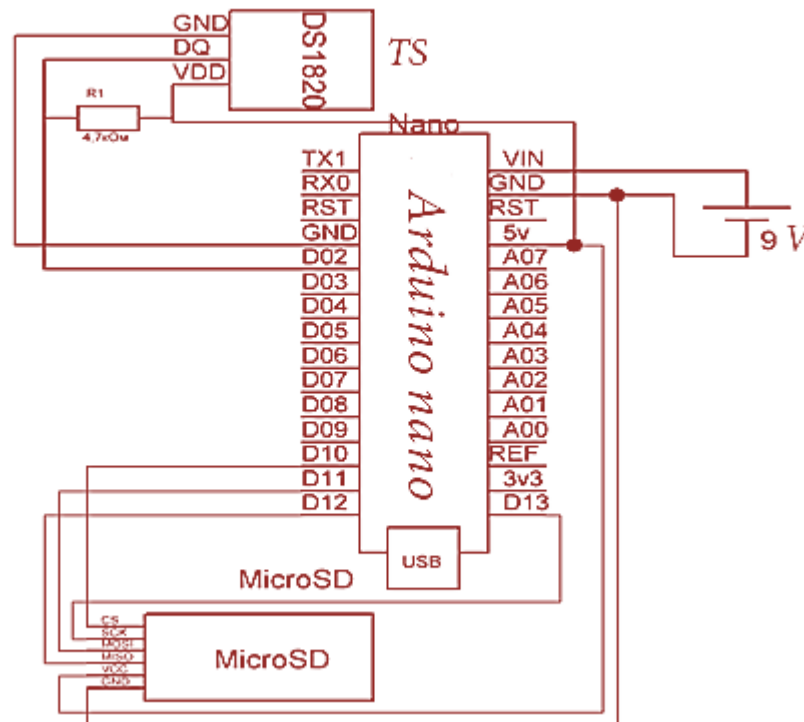 GND
DQ
VDD
DS1820
TS
R1
4,7кОм
Nano
TX1
RX0
RST
GND
D02
D03
D04
D05
D06
D07
D08
D09
D10
D11
D12
Arduino nano
VIN
GND
RST
5v
A07
A06
A05
A04
A03
A02
A01
A00
REF
3v3
D13
9 V
USB
MicroSD
CS
SCK
MOSI
MISO
VCC
GND
MicroSD